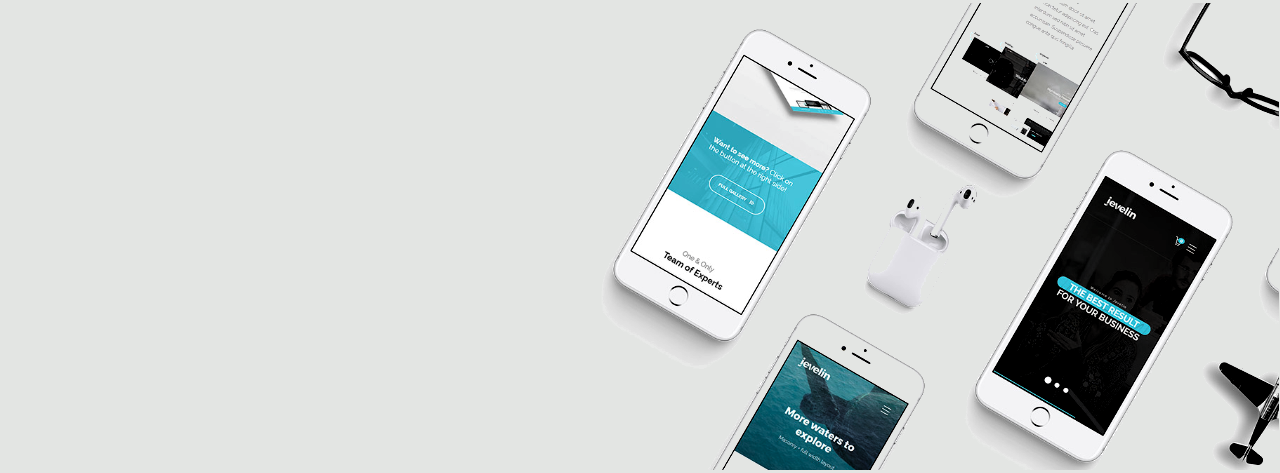 Want to see more? Click on
the button at the right side!
FULL GALLERY
One & Only
Team of Experts
jevelin
THE BEST RESULT
FOR YOUR BUSINESS
jevelin
More waters to
explore
Masonry + full width layout